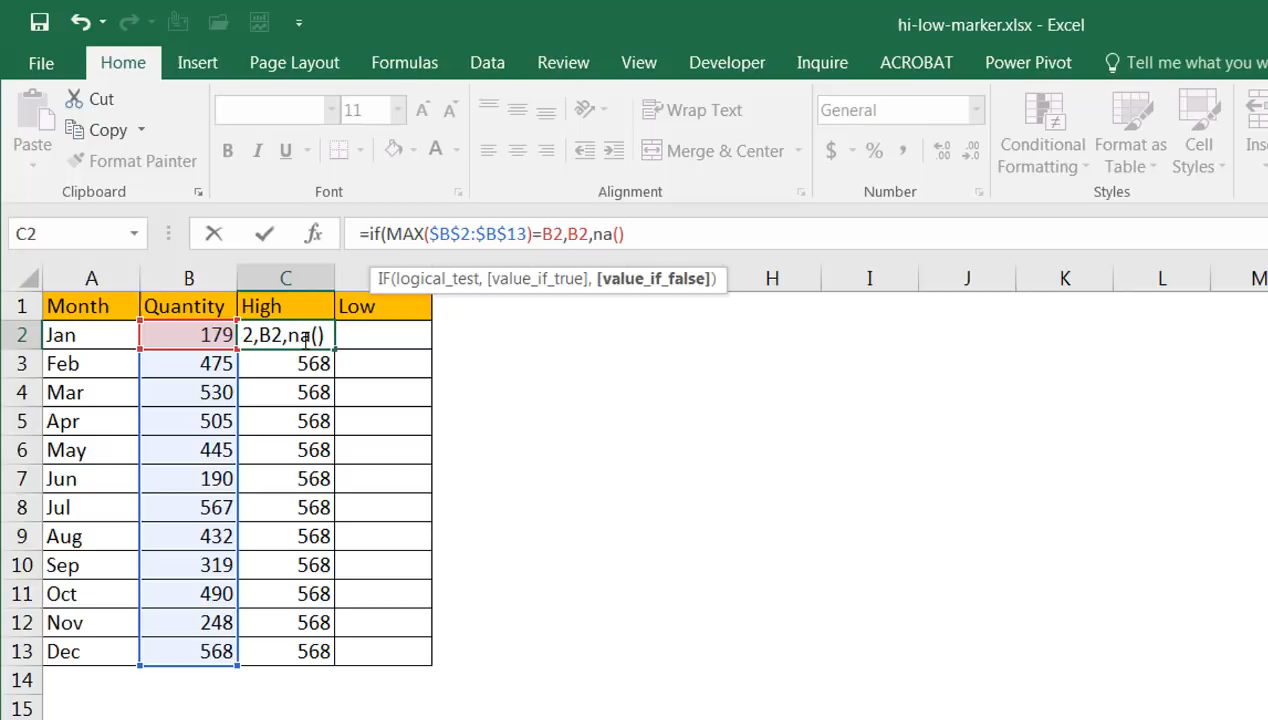 hi-low-marker.xlsx - Excel
File Home Insert Page Layout Formulas Data Review View Developer Inquire ACROBAT Power Pivot Tell me what you w
Cut
Copy
Format Painter
Paste
Clipboard
11
B I U A
Font
Wrap Text
Merge & Center
Alignment
General
$ % , .00 .0
Number
Conditional Formatting
Format as Table
Cell Styles
Styles
Ins
C2 fx =if(MAX($B$2:$B$13)=B2,B2,na()
IF(logical_test, [value_if_true], [value_if_false])
A B C H I J K L M
1 Month Quantity High Low
2 Jan 179 2,B2,na()
3 Feb 475 568
4 Mar 530 568
5 Apr 505 568
6 May 445 568
7 Jun 190 568
8 Jul 567 568
9 Aug 432 568
10 Sep 319 568
11 Oct 490 568
12 Nov 248 568
13 Dec 568 568
14
15